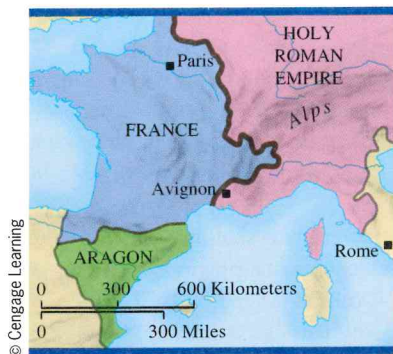 HOLY
ROMAN
EMPIRE
Paris
Alps
FRANCE
Avignon
ARAGON
Rome
0 300 600 Kilometers
0 300 Miles
© Cengage Learning